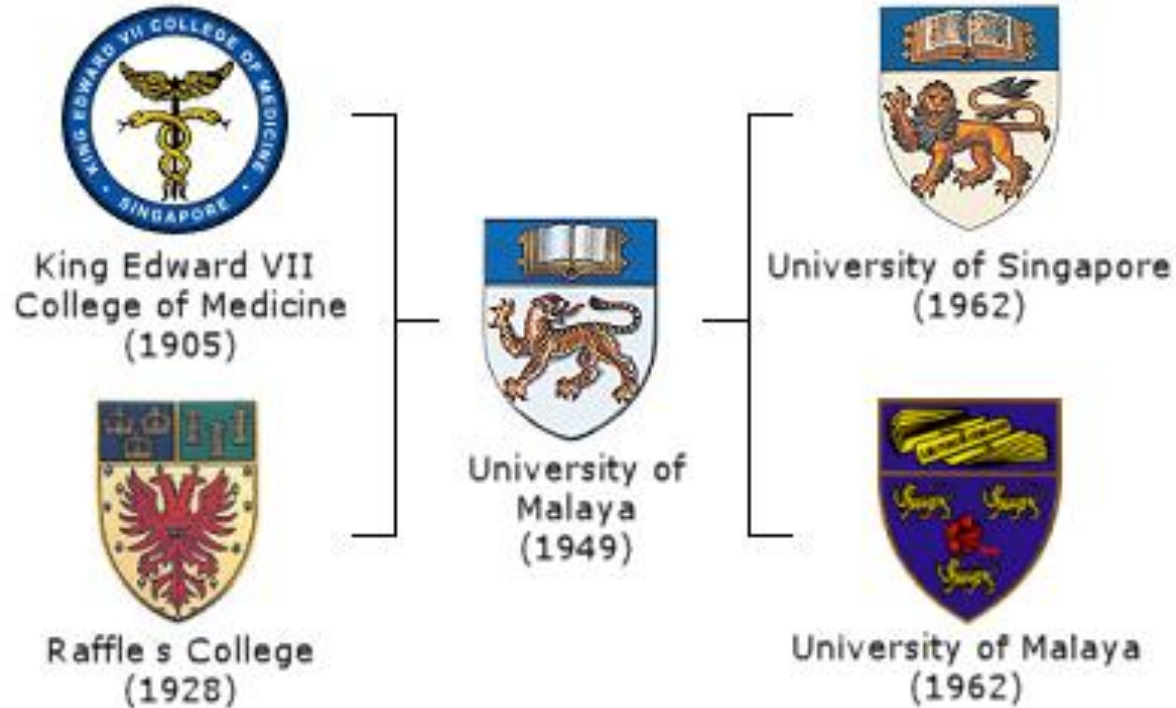 KING EDWARD VII COLLEGE OF MEDICINE
SINGAPORE
King Edward VII
College of Medicine
(1905)
Raffle s College
(1928)
University of
Malaya
(1949)
University of Singapore
(1962)
University of Malaya
(1962)